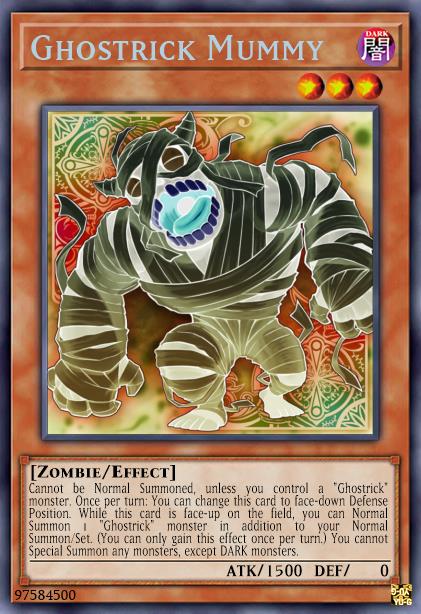 Ghostrick Mummy
DARK
闇
[Zombie/Effect]
Cannot be Normal Summoned, unless you control a "Ghostrick"
monster. Once per turn: You can change this card to face-down Defense
Position. While this card is face-up on the field, you can Normal
Summon 1 "Ghostrick" monster in addition to your Normal
Summon/Set. (You can only gain this effect once per turn.) You cannot
Special Summon any monsters, except DARK monsters.
ATK/1500 DEF/ 0
97584500